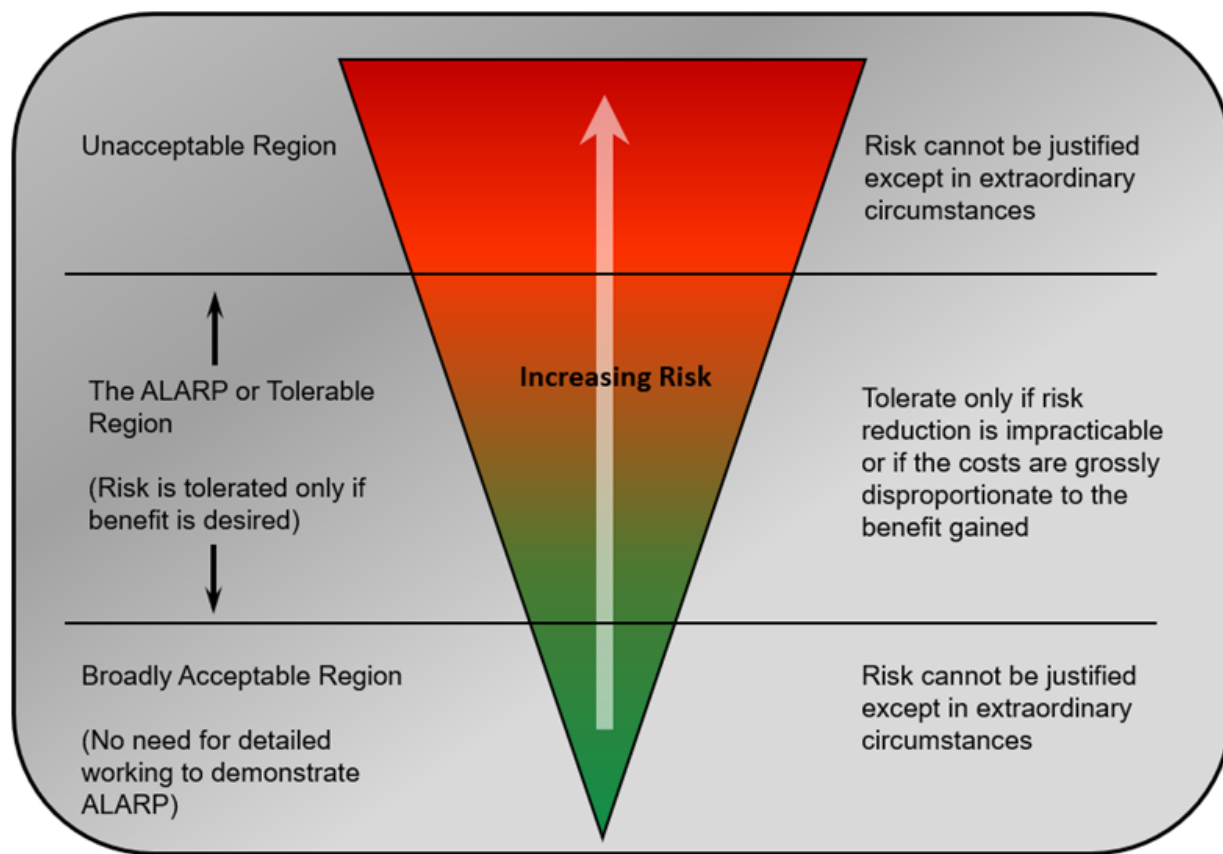 Unacceptable Region
Risk cannot be justified
except in extraordinary
circumstances
Increasing Risk
The ALARP or Tolerable
Region
(Risk is tolerated only if
benefit is desired)
Tolerate only if risk
reduction is impracticable
or if the costs are grossly
disproportionate to the
benefit gained
Broadly Acceptable Region
(No need for detailed
working to demonstrate
ALARP)
Risk cannot be justified
except in extraordinary
circumstances